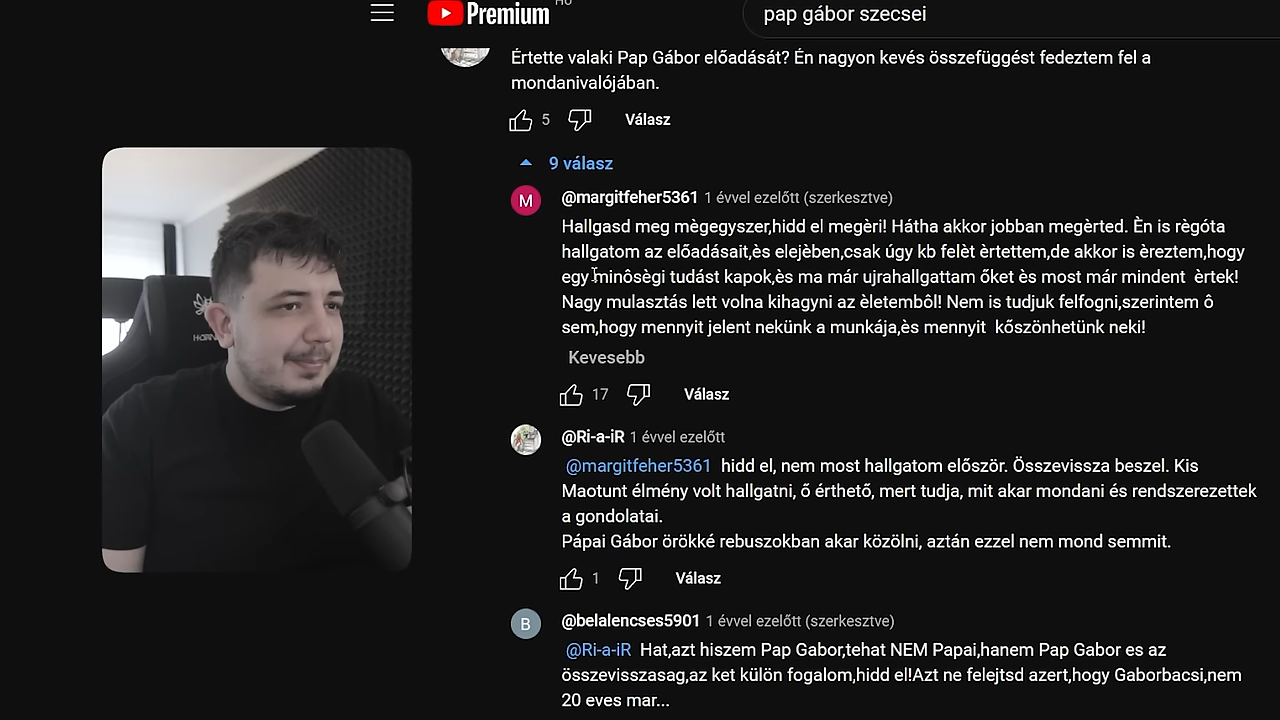 HU
Premium
pap gábor szecsei
Értette valaki Pap Gábor előadását? Én nagyon kevés összefüggést fedeztem fel a
mondanivalójában.
5
Válasz
9 válasz
M
@margitfeher5361 1 évvel ezelőtt (szerkesztve)
Hallgasd meg mègegyszer,hidd el megèri! Hátha akkor jobban megèrted. Èn is règóta
hallgatom az előadásait,ès elejèben,csak úgy kb felèt èrtettem,de akkor is èreztem,hogy
egy minôsègi tudást kapok,ès ma már ujrahallgattam őket ès most már mindent èrtek!
Nagy mulasztás lett volna kihagyni az èletembôl! Nem is tudjuk felfogni,szerintem ô
sem,hogy mennyit jelent nekünk a munkája,ès mennyit kőszönhetünk neki!
Kevesebb
17
Válasz
@Ri-a-iR 1 évvel ezelőtt
@margitfeher5361 hidd el, nem most hallgatom először. Összevissza beszel. Kis
Maotunt élmény volt hallgatni, ő érthető, mert tudja, mit akar mondani és rendszerezettek
a gondolatai.
Pápai Gábor örökké rebuszokban akar közölni, aztán ezzel nem mond semmit.
1
Válasz
B
@belalencses5901 1 évvel ezelőtt (szerkesztve)
@Ri-a-iR Hat,azt hiszem Pap Gabor,tehat NEM Papai,hanem Pap Gabor es az
összevisszasag,az ket külön fogalom,hidd el!Azt ne felejtsd azert,hogy Gaborbacsi,nem
20 eves mar...